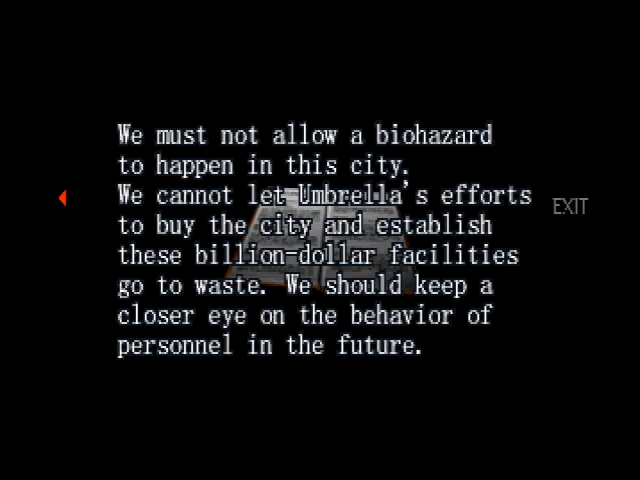 We must not allow a biohazard
to happen in this city.
We cannot let Umbrella's efforts
to buy the city and establish
these billion-dollar facilities
go to waste. We should keep a
closer eye on the behavior of
personnel in the future.
EXIT